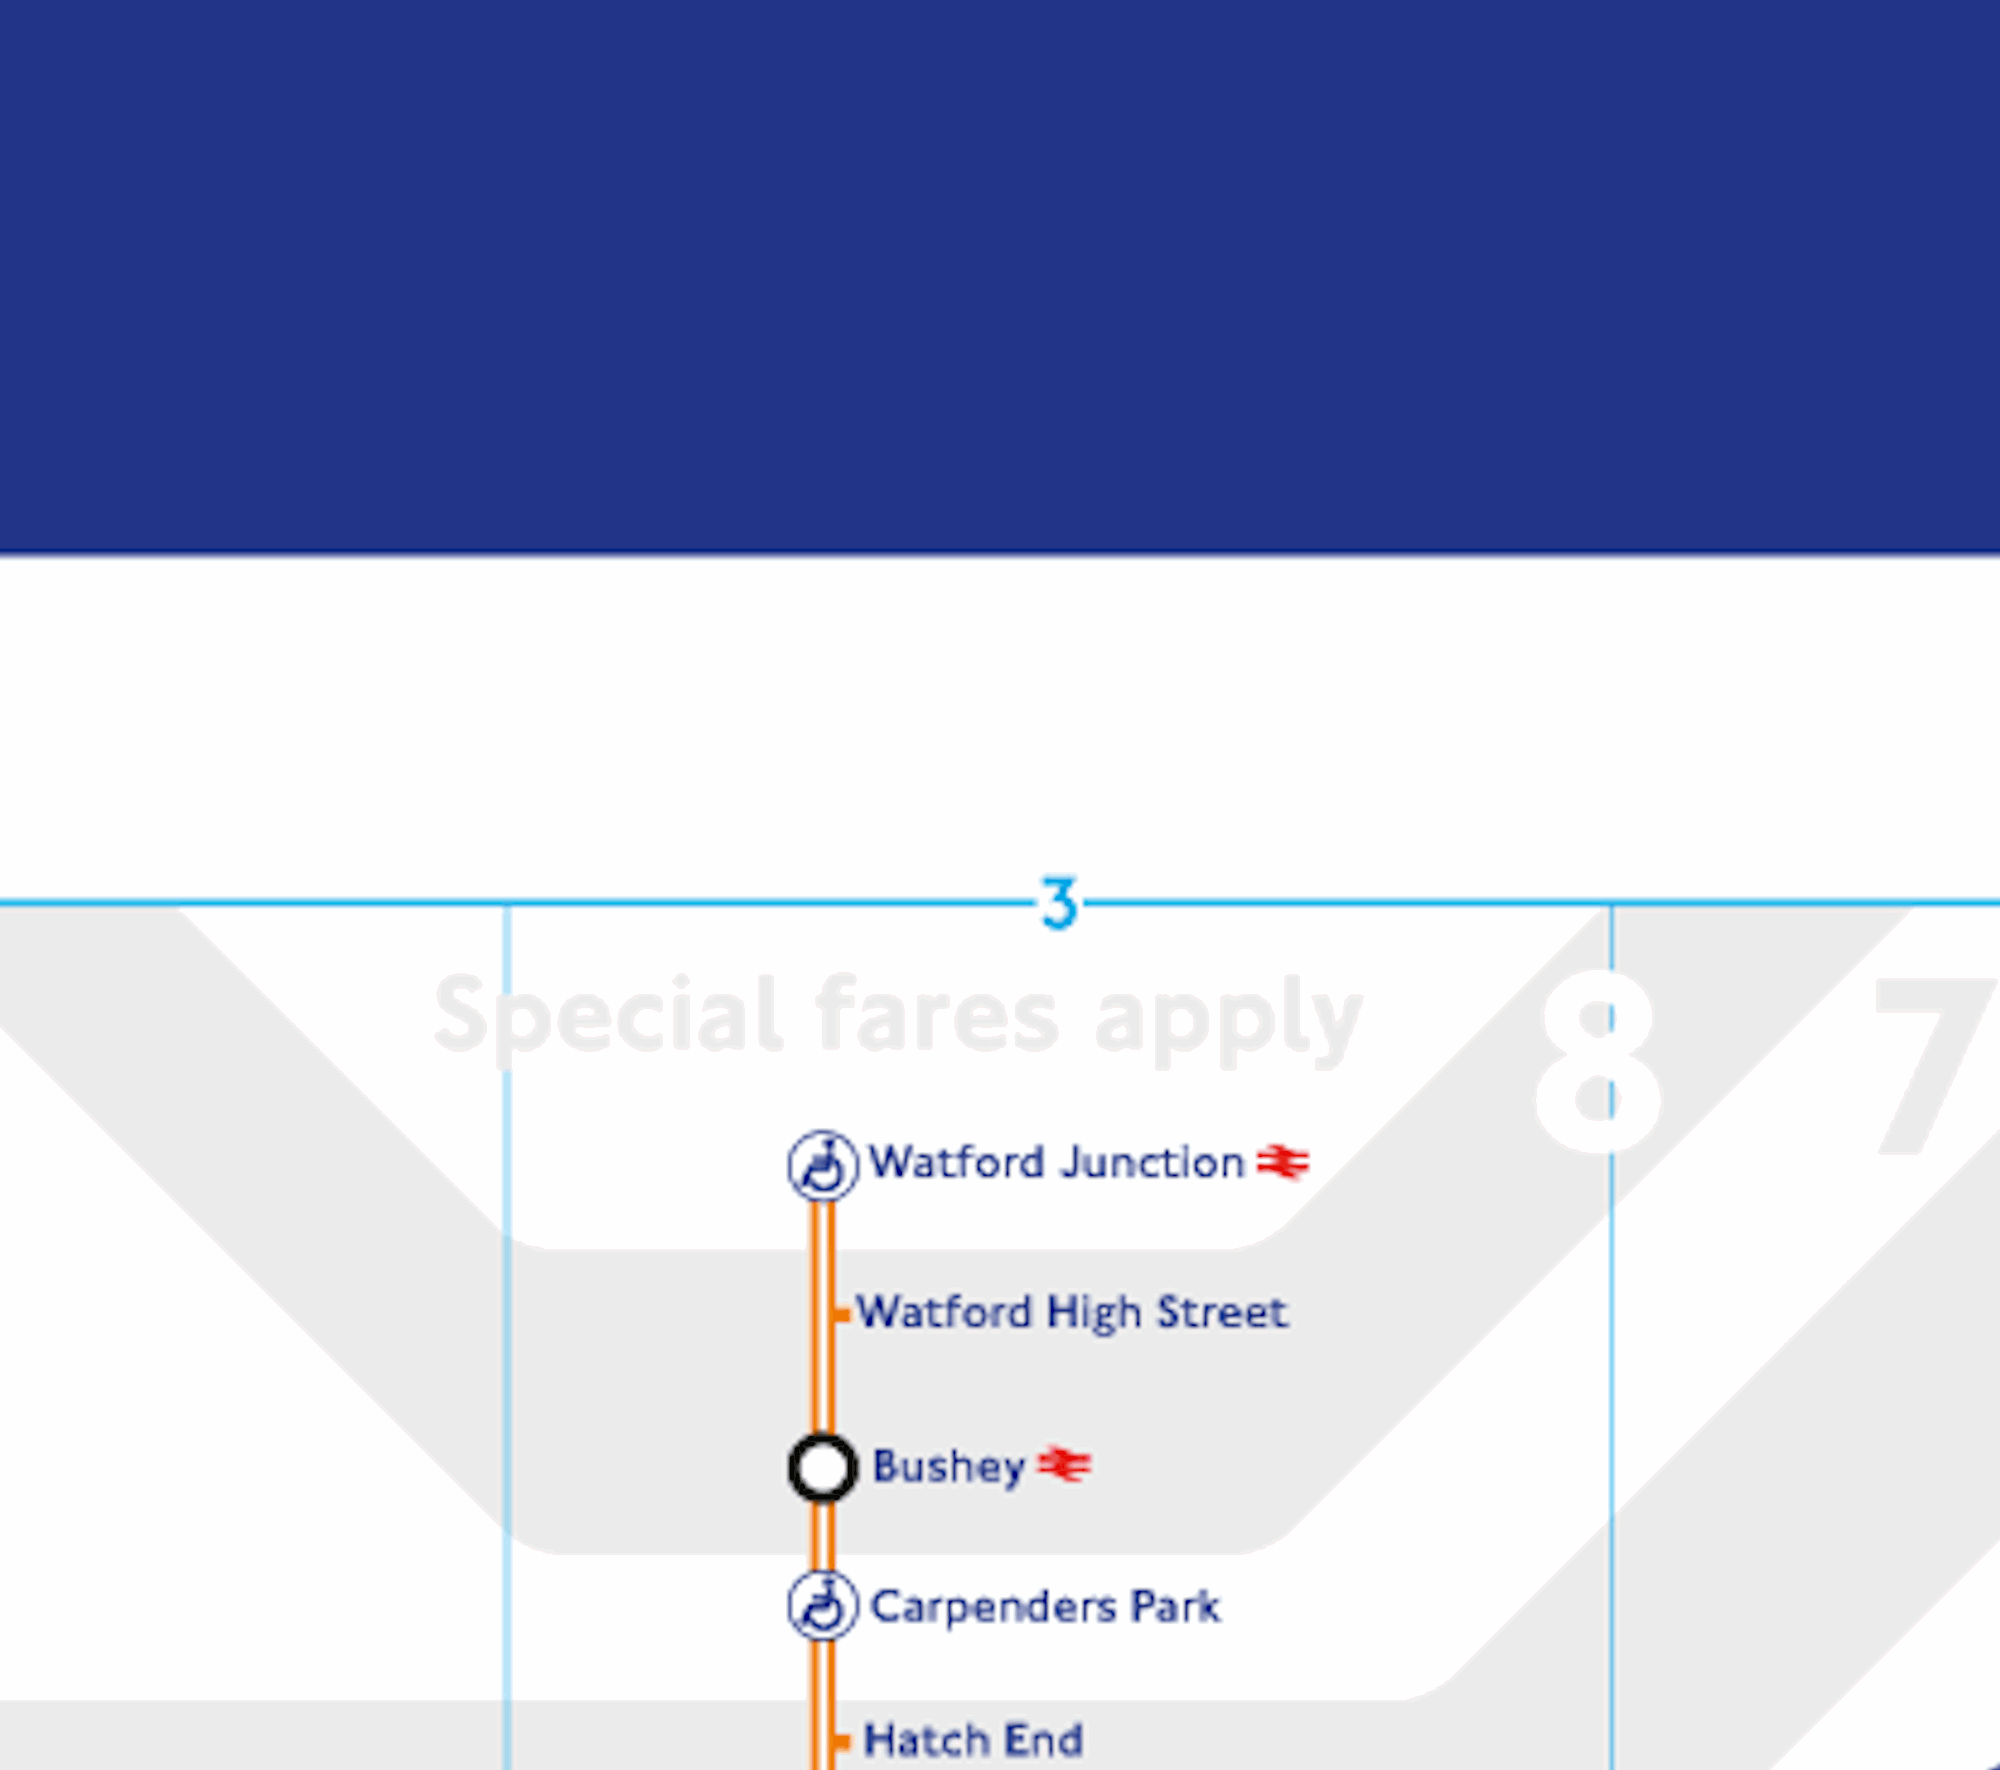 3
Special fares apply
8
7
Watford Junction
Watford High Street
Bushey
Carpenders Park
Hatch End